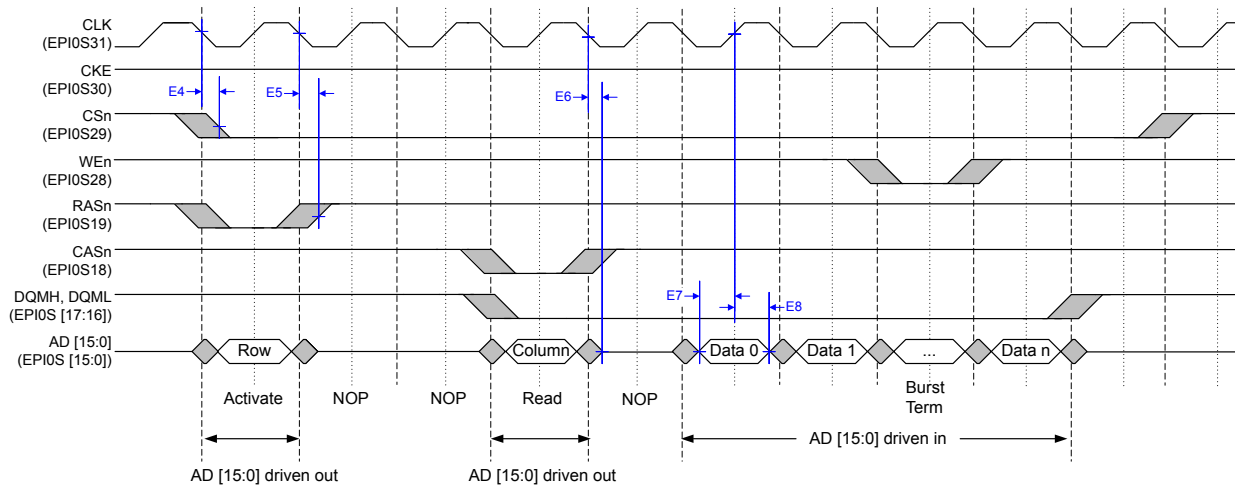 CLK
(EPI0S31)
CKE
(EPI0S30)
E4
E5
E6
CSn
(EPI0S29)
WEn
(EPI0S28)
RASn
(EPI0S19)
CASn
(EPI0S18)
DQMH, DQML
(EPI0S [17:16])
E7
E8
AD [15:0]
(EPI0S [15:0])
Row
Column
Data 0
Data 1
...
Data n
Activate
NOP
NOP
Read
NOP
Burst
Term
AD [15:0] driven in
AD [15:0] driven out
AD [15:0] driven out